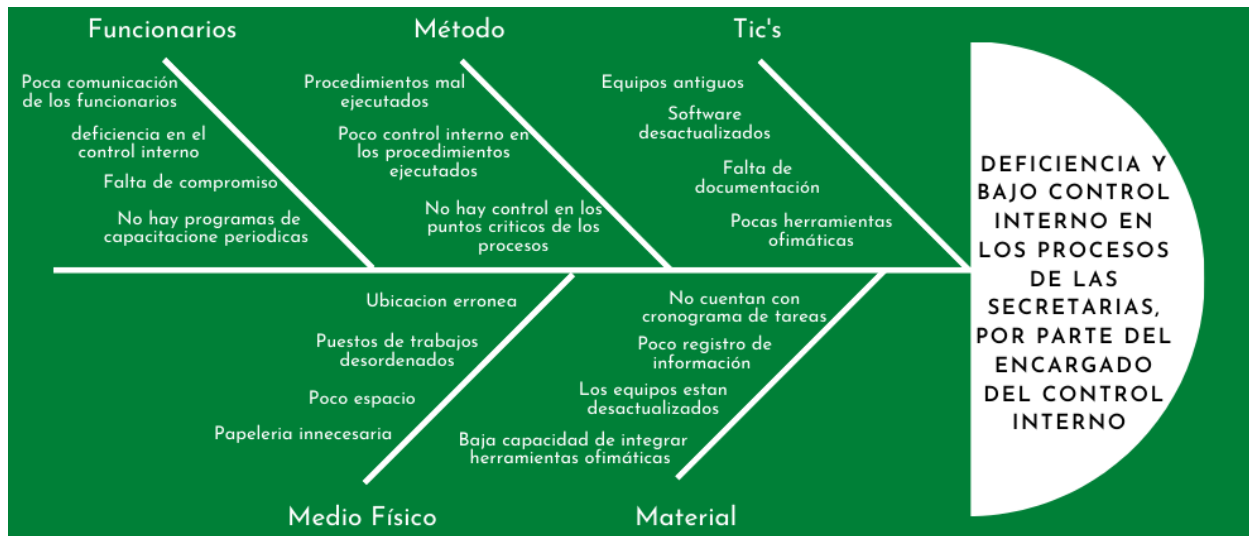 Funcionarios
Poca comunicación
de los funcionarios
deficiencia en el
control interno
Falta de compromiso
No hay programas de
capacitacione periodicas
Método
Procedimientos mal
ejecutados
Poco control interno en
los procedimientos
ejecutados
No hay control en los
puntos criticos de los
procesos
Tic's
Equipos antiguos
Software
desactualizados
Falta de
documentación
Pocas herramientas
ofimáticas
Ubicacion erronea
Puestos de trabajos
desordenados
Poco espacio
Papeleria innecesaria
Medio Físico
No cuentan con
cronograma de tareas
Poco registro de
información
Los equipos estan
desactualizados
Baja capacidad de integrar
herramientas ofimáticas
Material
DEFICIENCIA Y
BAJO CONTROL
INTERNO EN
LOS PROCESOS
DE LAS
SECRETARIAS,
POR PARTE DEL
ENCARGADO
DEL CONTROL
INTERNO